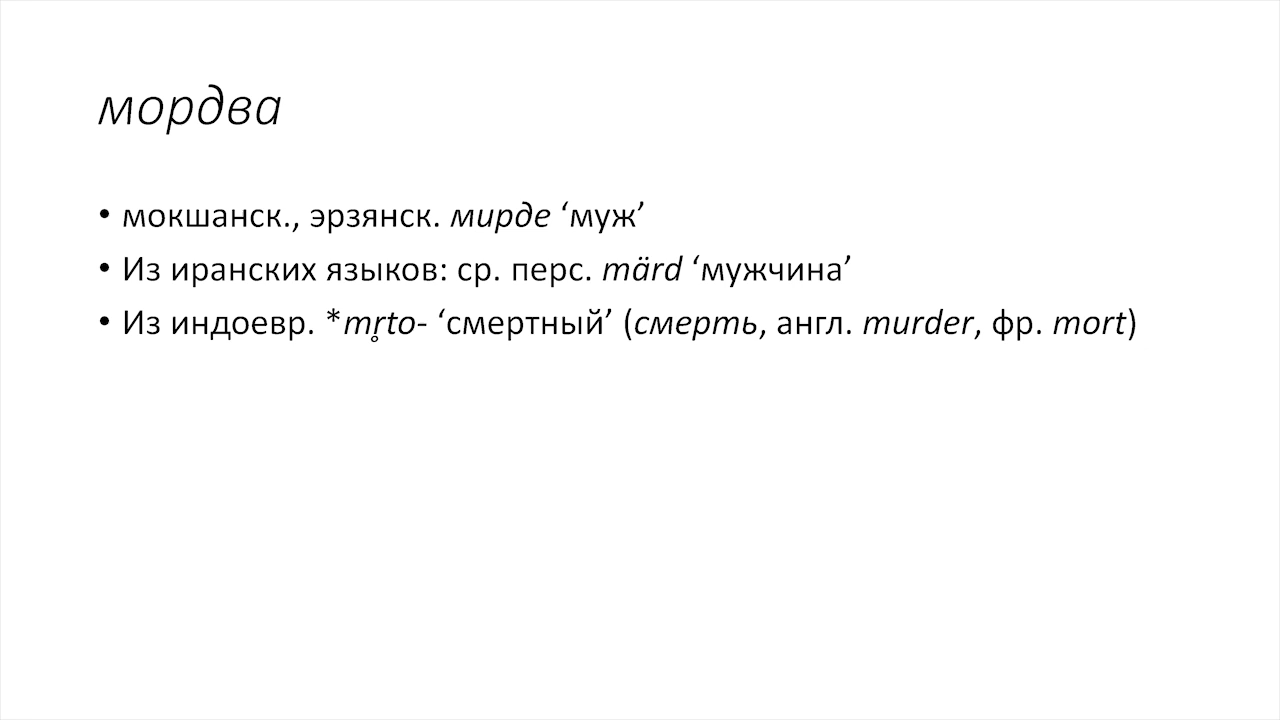 мордва
• мокшанск., эрзянск. мирде ‘муж’
• Из иранских языков: ср. перс. märd ‘мужчина’
• Из индоевр. *mr̥to- ‘смертный’ (смерть, англ. murder, фр. mort)